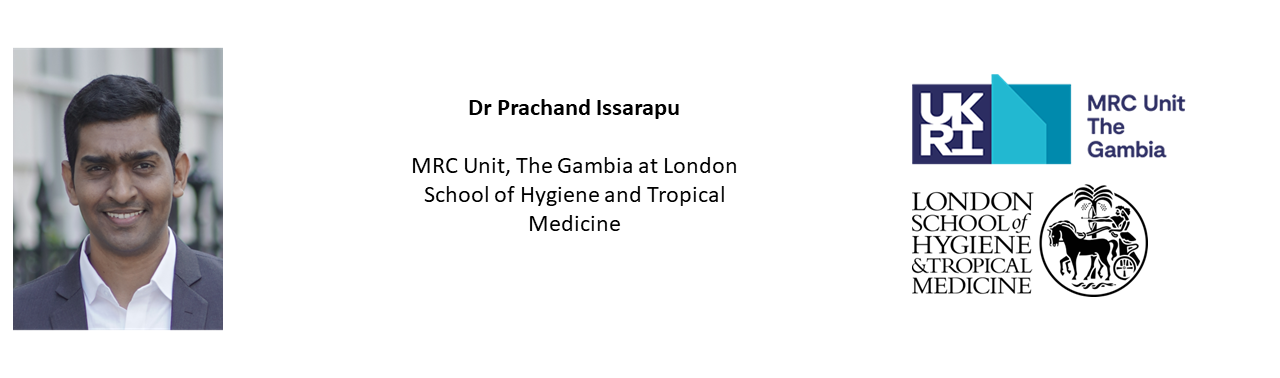 Dr Prachand Issarapu
MRC Unit, The Gambia at London
School of Hygiene and Tropical
Medicine
UK
RI
MRC Unit
The
Gambia
LONDON
SCHOOL of
HYGIENE
&TROPICAL
MEDICINE